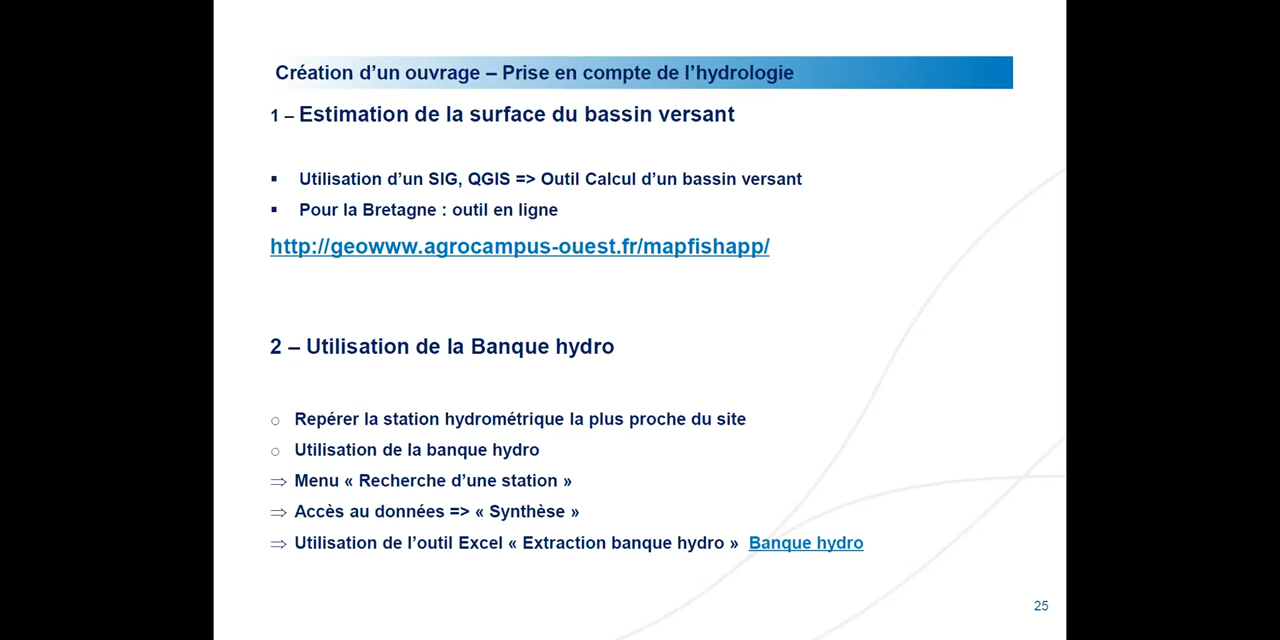 Création d’un ouvrage – Prise en compte de l’hydrologie
1 – Estimation de la surface du bassin versant
▪ Utilisation d’un SIG, QGIS => Outil Calcul d’un bassin versant
▪ Pour la Bretagne : outil en ligne
http://geowww.agrocampus-ouest.fr/mapfishapp/
2 – Utilisation de la Banque hydro
○ Repérer la station hydrométrique la plus proche du site
○ Utilisation de la banque hydro
⇒ Menu « Recherche d’une station »
⇒ Accès au données => « Synthèse »
⇒ Utilisation de l’outil Excel « Extraction banque hydro » Banque hydro
25